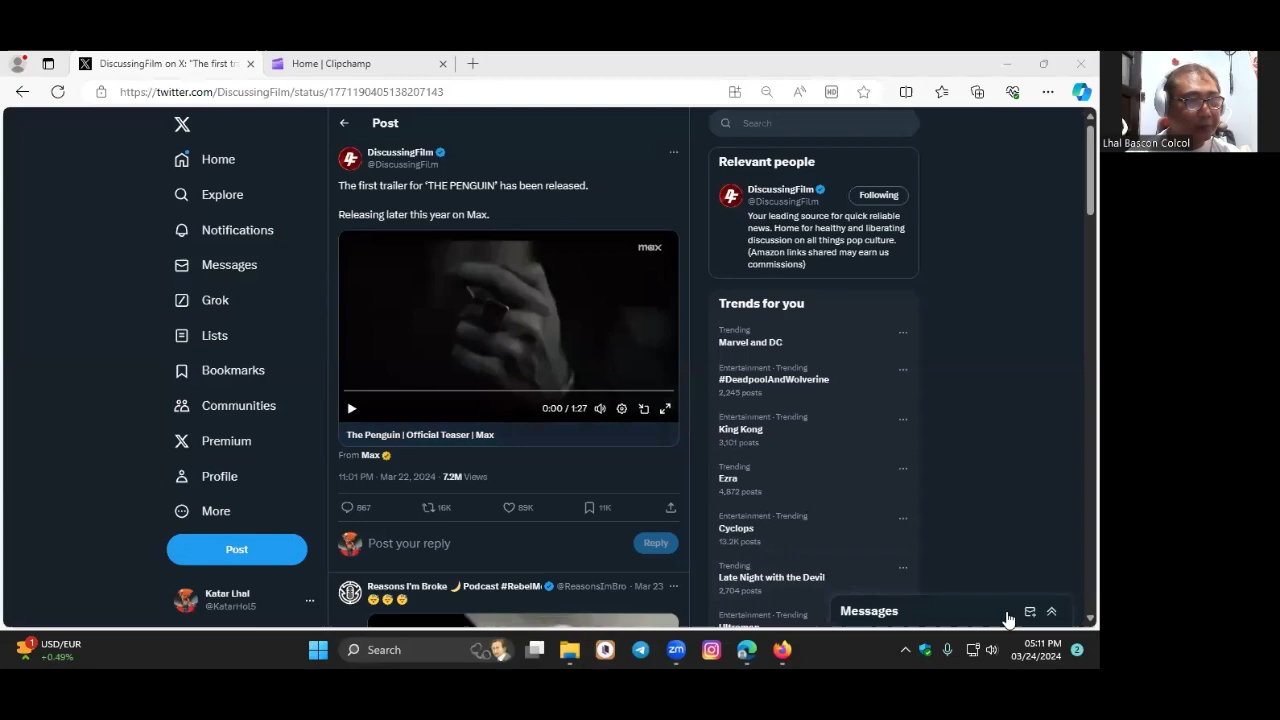 DiscussingFilm on X: "The first tr
Home | Clipchamp
https://twitter.com/DiscussingFilm/status/1771190405138207143
Lhal Bascon Colcol
Home
Explore
Notifications
Messages
Grok
Lists
Bookmarks
Communities
Premium
Profile
More
Post
Katar Lhal
@KatarHol5
Post
DiscussingFilm
@DiscussingFilm
The first trailer for ‘THE PENGUIN’ has been released.
Releasing later this year on Max.
max
0:00 / 1:27
The Penguin | Official Teaser | Max
From Max
11:01 PM · Mar 22, 2024 · 7.2M Views
867 16K 89K 11K
Post your reply
Reply
Reasons I'm Broke Podcast #RebelM @ReasonsImBro · Mar 23
Search
Relevant people
DiscussingFilm
@DiscussingFilm
Following
Your leading source for quick reliable
news. Home for healthy and liberating
discussion on all things pop culture.
(Amazon links shared may earn us
commissions)
Trends for you
Trending
Marvel and DC
Entertainment · Trending
#DeadpoolAndWolverine
2,245 posts
Entertainment · Trending
King Kong
3,101 posts
Trending
Ezra
4,872 posts
Entertainment · Trending
Cyclops
13.2K posts
Trending
Late Night with the Devil
2,704 posts
Entertainment · Trending
Messages
USD/EUR
+0.49%
1
Search
05:11 PM
03/24/2024
2